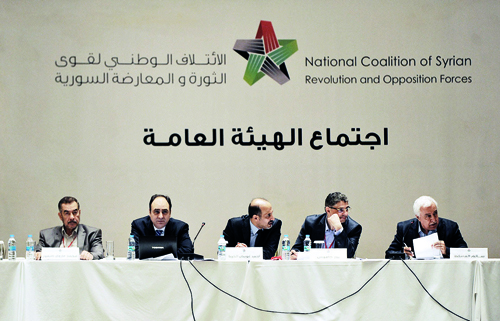 الائتلاف الوطني لقوى
الثورة و المعارضة السورية
National Coalition of Syrian
Revolution and Opposition Forces
اجتماع الهيئة العامة